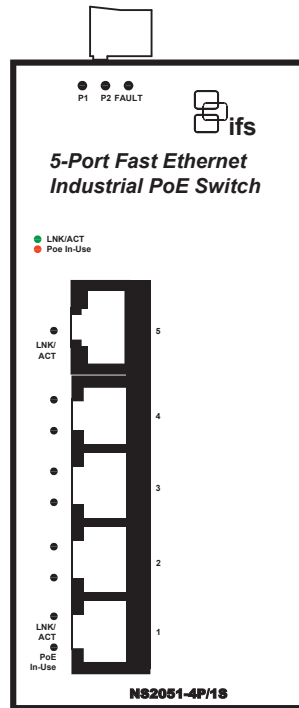 P1 P2 FAULT
ifs
5-Port Fast Ethernet
Industrial PoE Switch
LNK/ACT
Poe In-Use
5
LNK/
ACT
4
3
2
1
LNK/
ACT
PoE
In-Use
NS2051-4P/1S